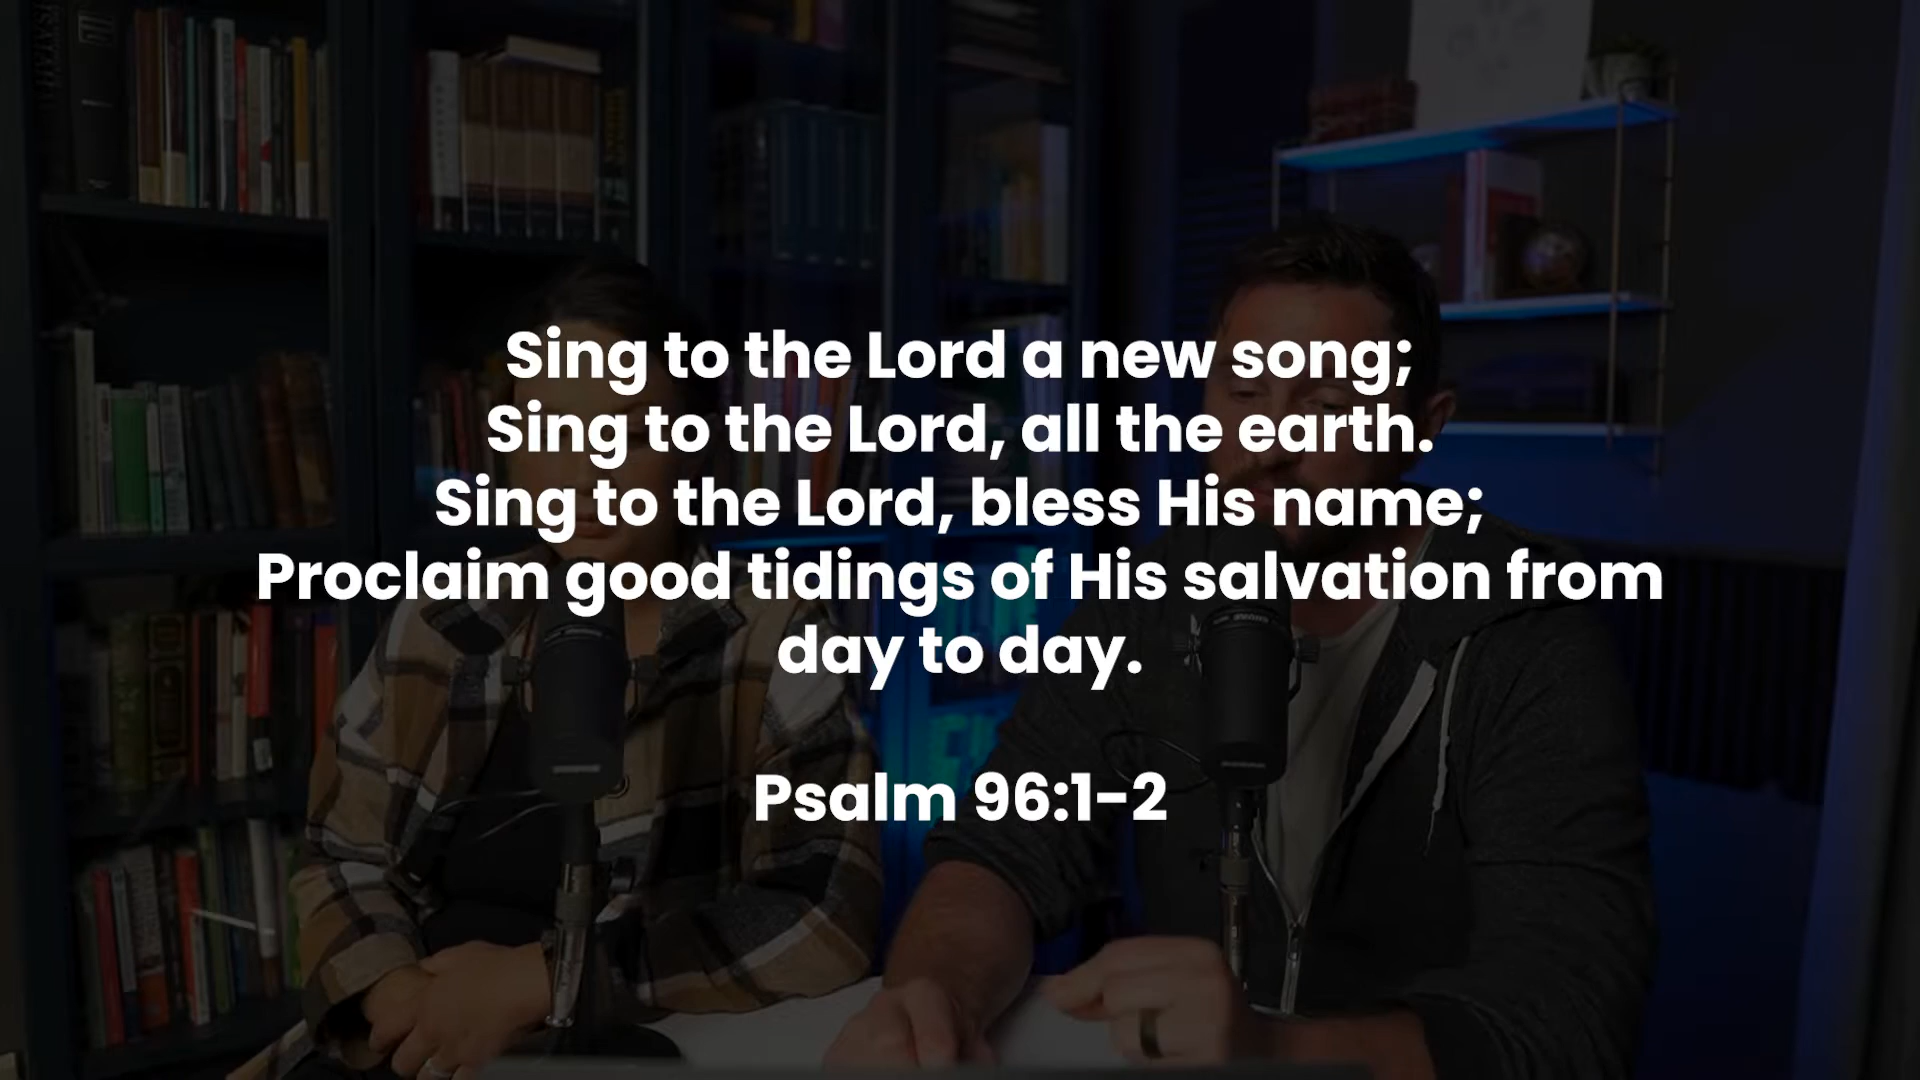 Sing to the Lord a new song;
Sing to the Lord, all the earth.
Sing to the Lord, bless His name;
Proclaim good tidings of His salvation from
day to day.
Psalm 96:1-2